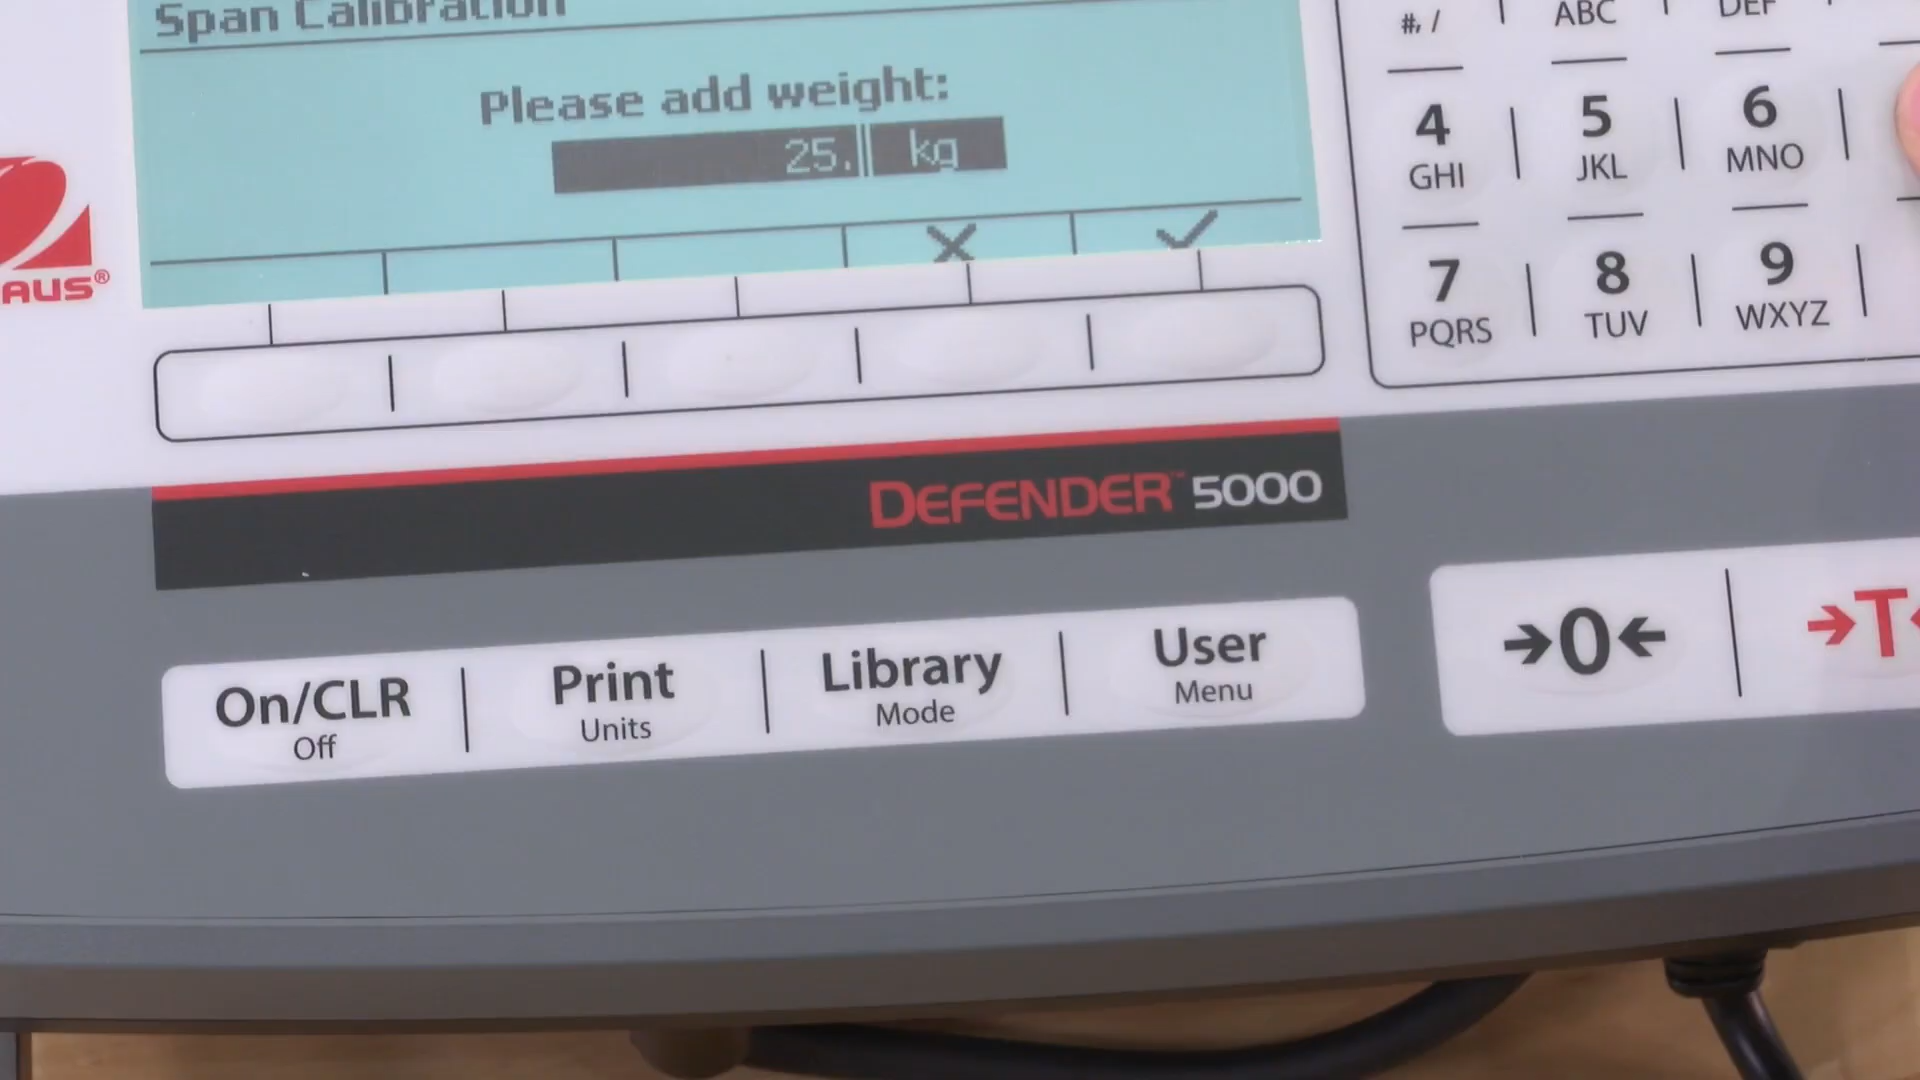 Span Calibration
Please add weight:
25. kg
AUS®
#, /
ABC
DEF
4
GHI
5
JKL
6
MNO
7
PQRS
8
TUV
9
WXYZ
DEFENDER™ 5000
On/CLR
Off
Print
Units
Library
Mode
User
Menu
→0←
→T←